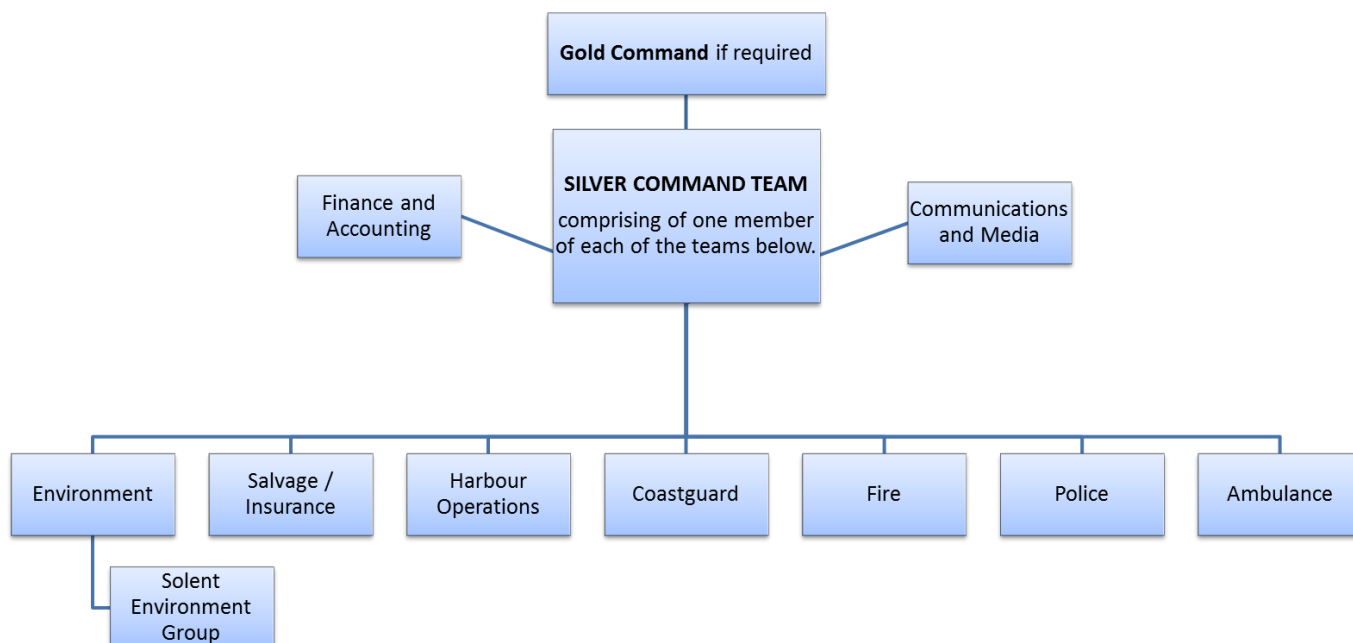 Gold Command if required
SILVER COMMAND TEAM
comprising of one member
of each of the teams below.
Finance and
Accounting
Communications
and Media
Environment
Salvage /
Insurance
Harbour
Operations
Coastguard
Fire
Police
Ambulance
Solent
Environment
Group